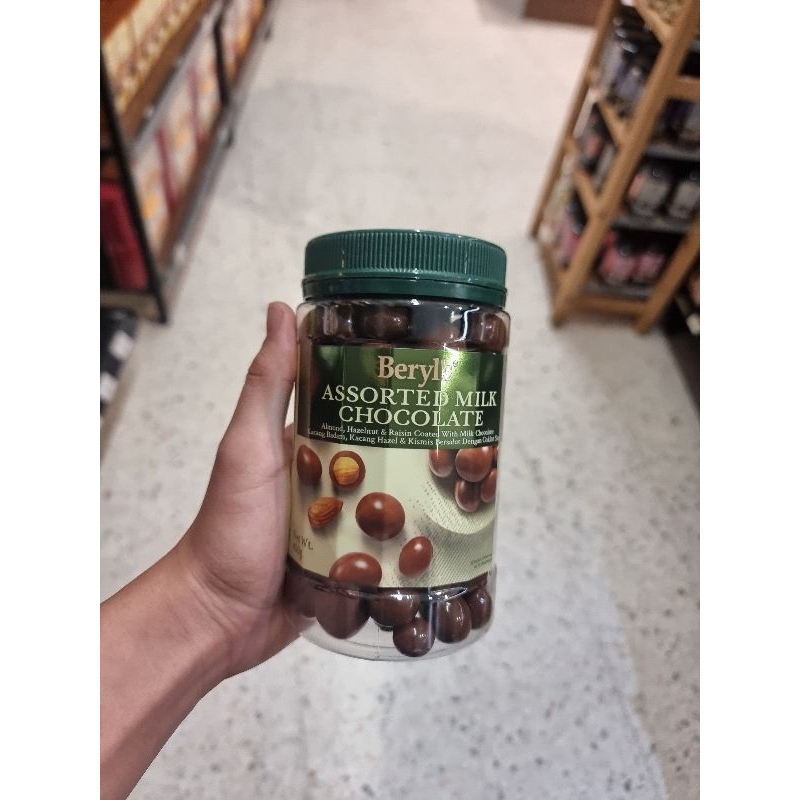 Beryl's
ASSORTED MILK
CHOCOLATE
Almond, Hazelnut & Raisin Coated With Milk Chocolate
Kacang Badam, Kacang Hazel & Kismis Bersalut Dengan Coklat